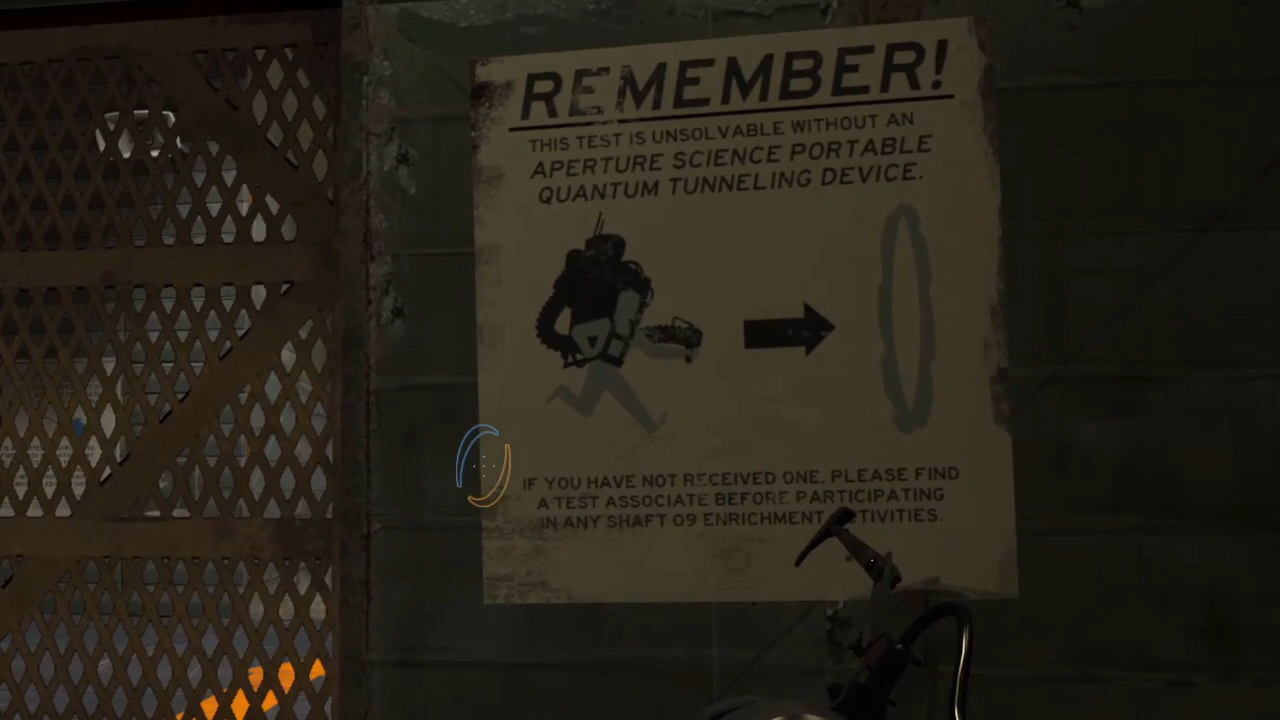 REMEMBER!
THIS TEST IS UNSOLVABLE WITHOUT AN
APERTURE SCIENCE PORTABLE
QUANTUM TUNNELING DEVICE.
IF YOU HAVE NOT RECEIVED ONE, PLEASE FIND
A TEST ASSOCIATE BEFORE PARTICIPATING
IN ANY SHAFT 09 ENRICHMENT